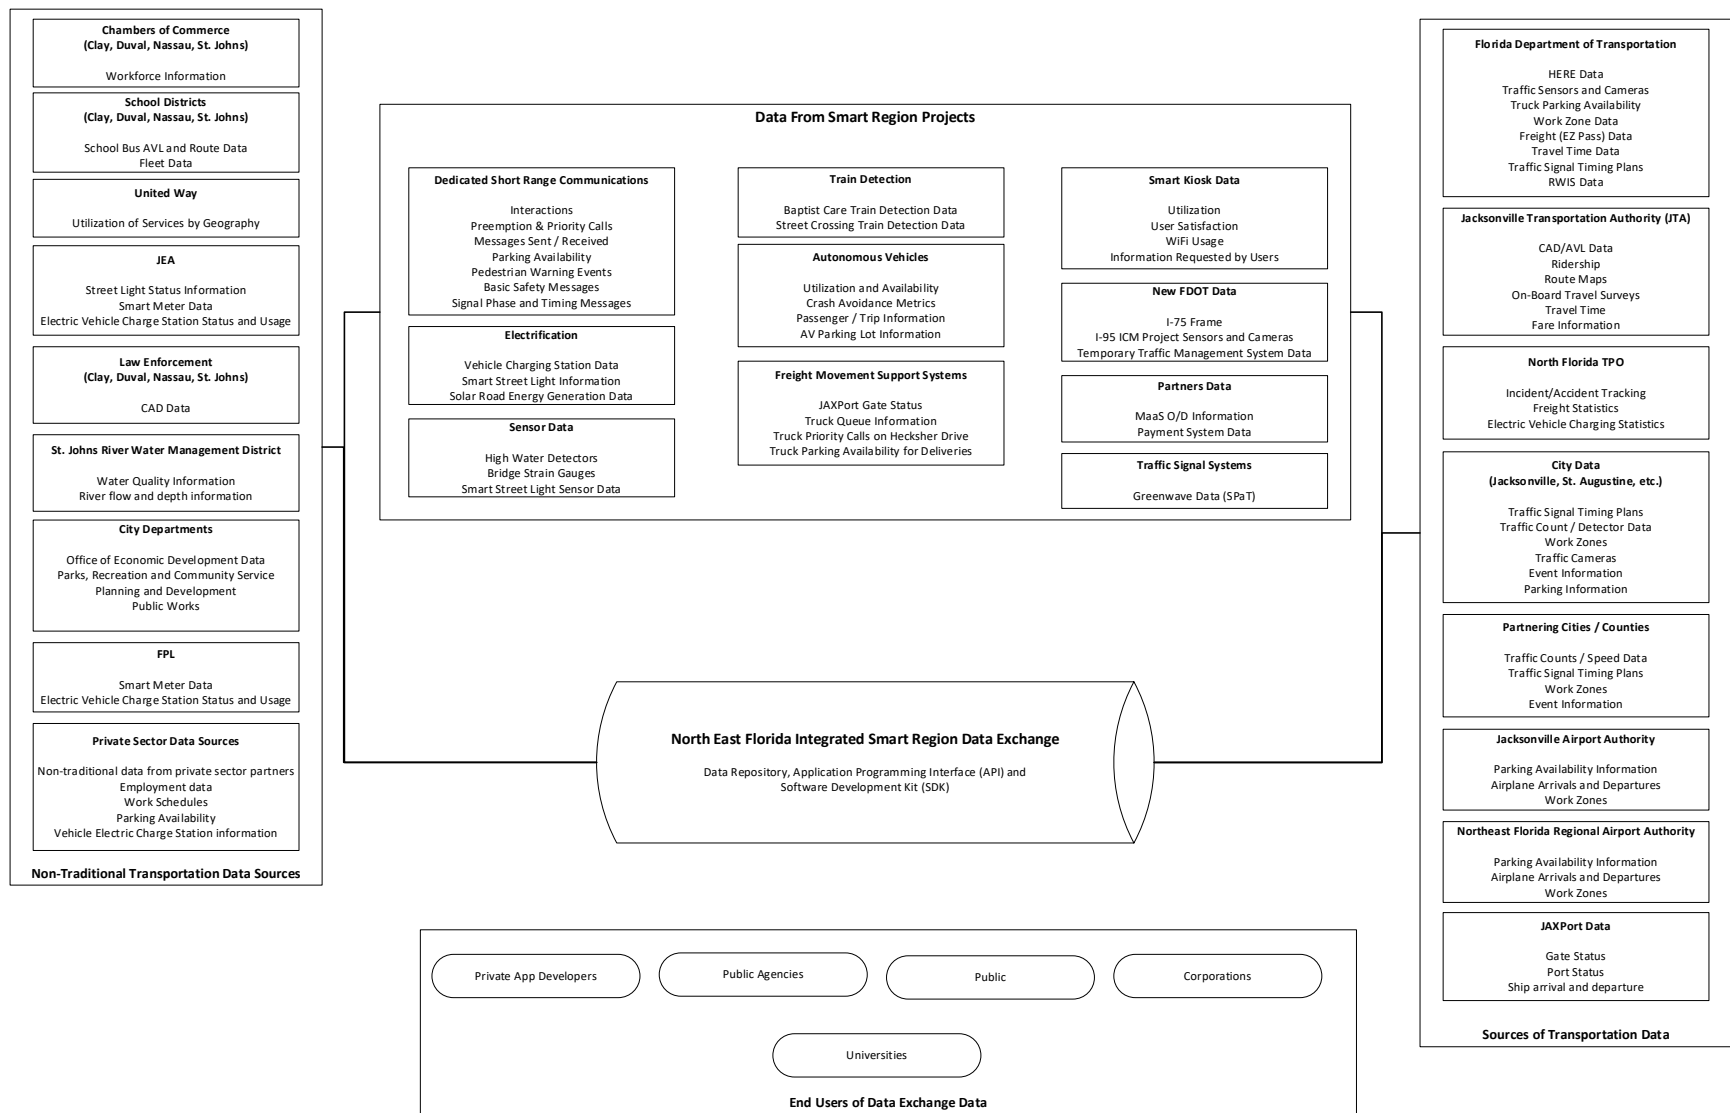 Chambers of Commerce
(Clay, Duval, Nassau, St. Johns)
Workforce Information
School Districts
(Clay, Duval, Nassau, St. Johns)
School Bus AVL and Route Data
Fleet Data
United Way
Utilization of Services by Geography
JEA
Street Light Status Information
Smart Meter Data
Electric Vehicle Charge Station Status and Usage
Law Enforcement
(Clay, Duval, Nassau, St. Johns)
CAD Data
St. Johns River Water Management District
Water Quality Information
River flow and depth information
City Departments
Office of Economic Development Data
Parks, Recreation and Community Service
Planning and Development
Public Works
FPL
Smart Meter Data
Electric Vehicle Charge Station Status and Usage
Private Sector Data Sources
Non-traditional data from private sector partners
Employment data
Work Schedules
Parking Availability
Vehicle Electric Charge Station information
Non-Traditional Transportation Data Sources
Data From Smart Region Projects
Dedicated Short Range Communications
Interactions
Preemption & Priority Calls
Messages Sent / Received
Parking Availability
Pedestrian Warning Events
Basic Safety Messages
Signal Phase and Timing Messages
Electrification
Vehicle Charging Station Data
Smart Street Light Information
Solar Road Energy Generation Data
Sensor Data
High Water Detectors
Bridge Strain Gauges
Smart Street Light Sensor Data
Train Detection
Baptist Care Train Detection Data
Street Crossing Train Detection Data
Autonomous Vehicles
Utilization and Availability
Crash Avoidance Metrics
Passenger / Trip Information
AV Parking Lot Information
Freight Movement Support Systems
JAXPort Gate Status
Truck Queue Information
Truck Priority Calls on Hecksher Drive
Truck Parking Availability for Deliveries
Smart Kiosk Data
Utilization
User Satisfaction
WiFi Usage
Information Requested by Users
New FDOT Data
I-75 Frame
I-95 ICM Project Sensors and Cameras
Temporary Traffic Management System Data
Partners Data
MaaS O/D Information
Payment System Data
Traffic Signal Systems
Greenwave Data (SPaT)
North East Florida Integrated Smart Region Data Exchange
Data Repository, Application Programming Interface (API) and
Software Development Kit (SDK)
Private App Developers
Public Agencies
Public
Corporations
Universities
End Users of Data Exchange Data
Florida Department of Transportation
HERE Data
Traffic Sensors and Cameras
Truck Parking Availability
Work Zone Data
Freight (EZ Pass) Data
Travel Time Data
Traffic Signal Timing Plans
RWIS Data
Jacksonville Transportation Authority (JTA)
CAD/AVL Data
Ridership
Route Maps
On-Board Travel Surveys
Travel Time
Fare Information
North Florida TPO
Incident/Accident Tracking
Freight Statistics
Electric Vehicle Charging Statistics
City Data
(Jacksonville, St. Augustine, etc.)
Traffic Signal Timing Plans
Traffic Count / Detector Data
Work Zones
Traffic Cameras
Event Information
Parking Information
Partnering Cities / Counties
Traffic Counts / Speed Data
Traffic Signal Timing Plans
Work Zones
Event Information
Jacksonville Airport Authority
Parking Availability Information
Airplane Arrivals and Departures
Work Zones
Northeast Florida Regional Airport Authority
Parking Availability Information
Airplane Arrivals and Departures
Work Zones
JAXPort Data
Gate Status
Port Status
Ship arrival and departure
Sources of Transportation Data